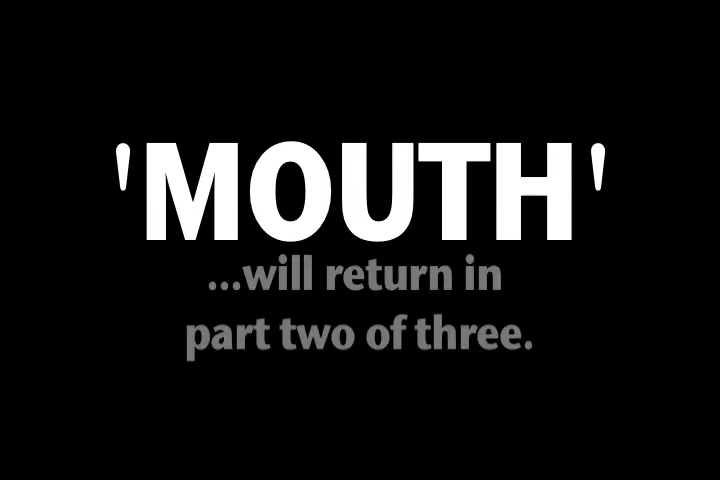 'MOUTH'
...will return in
part two of three.